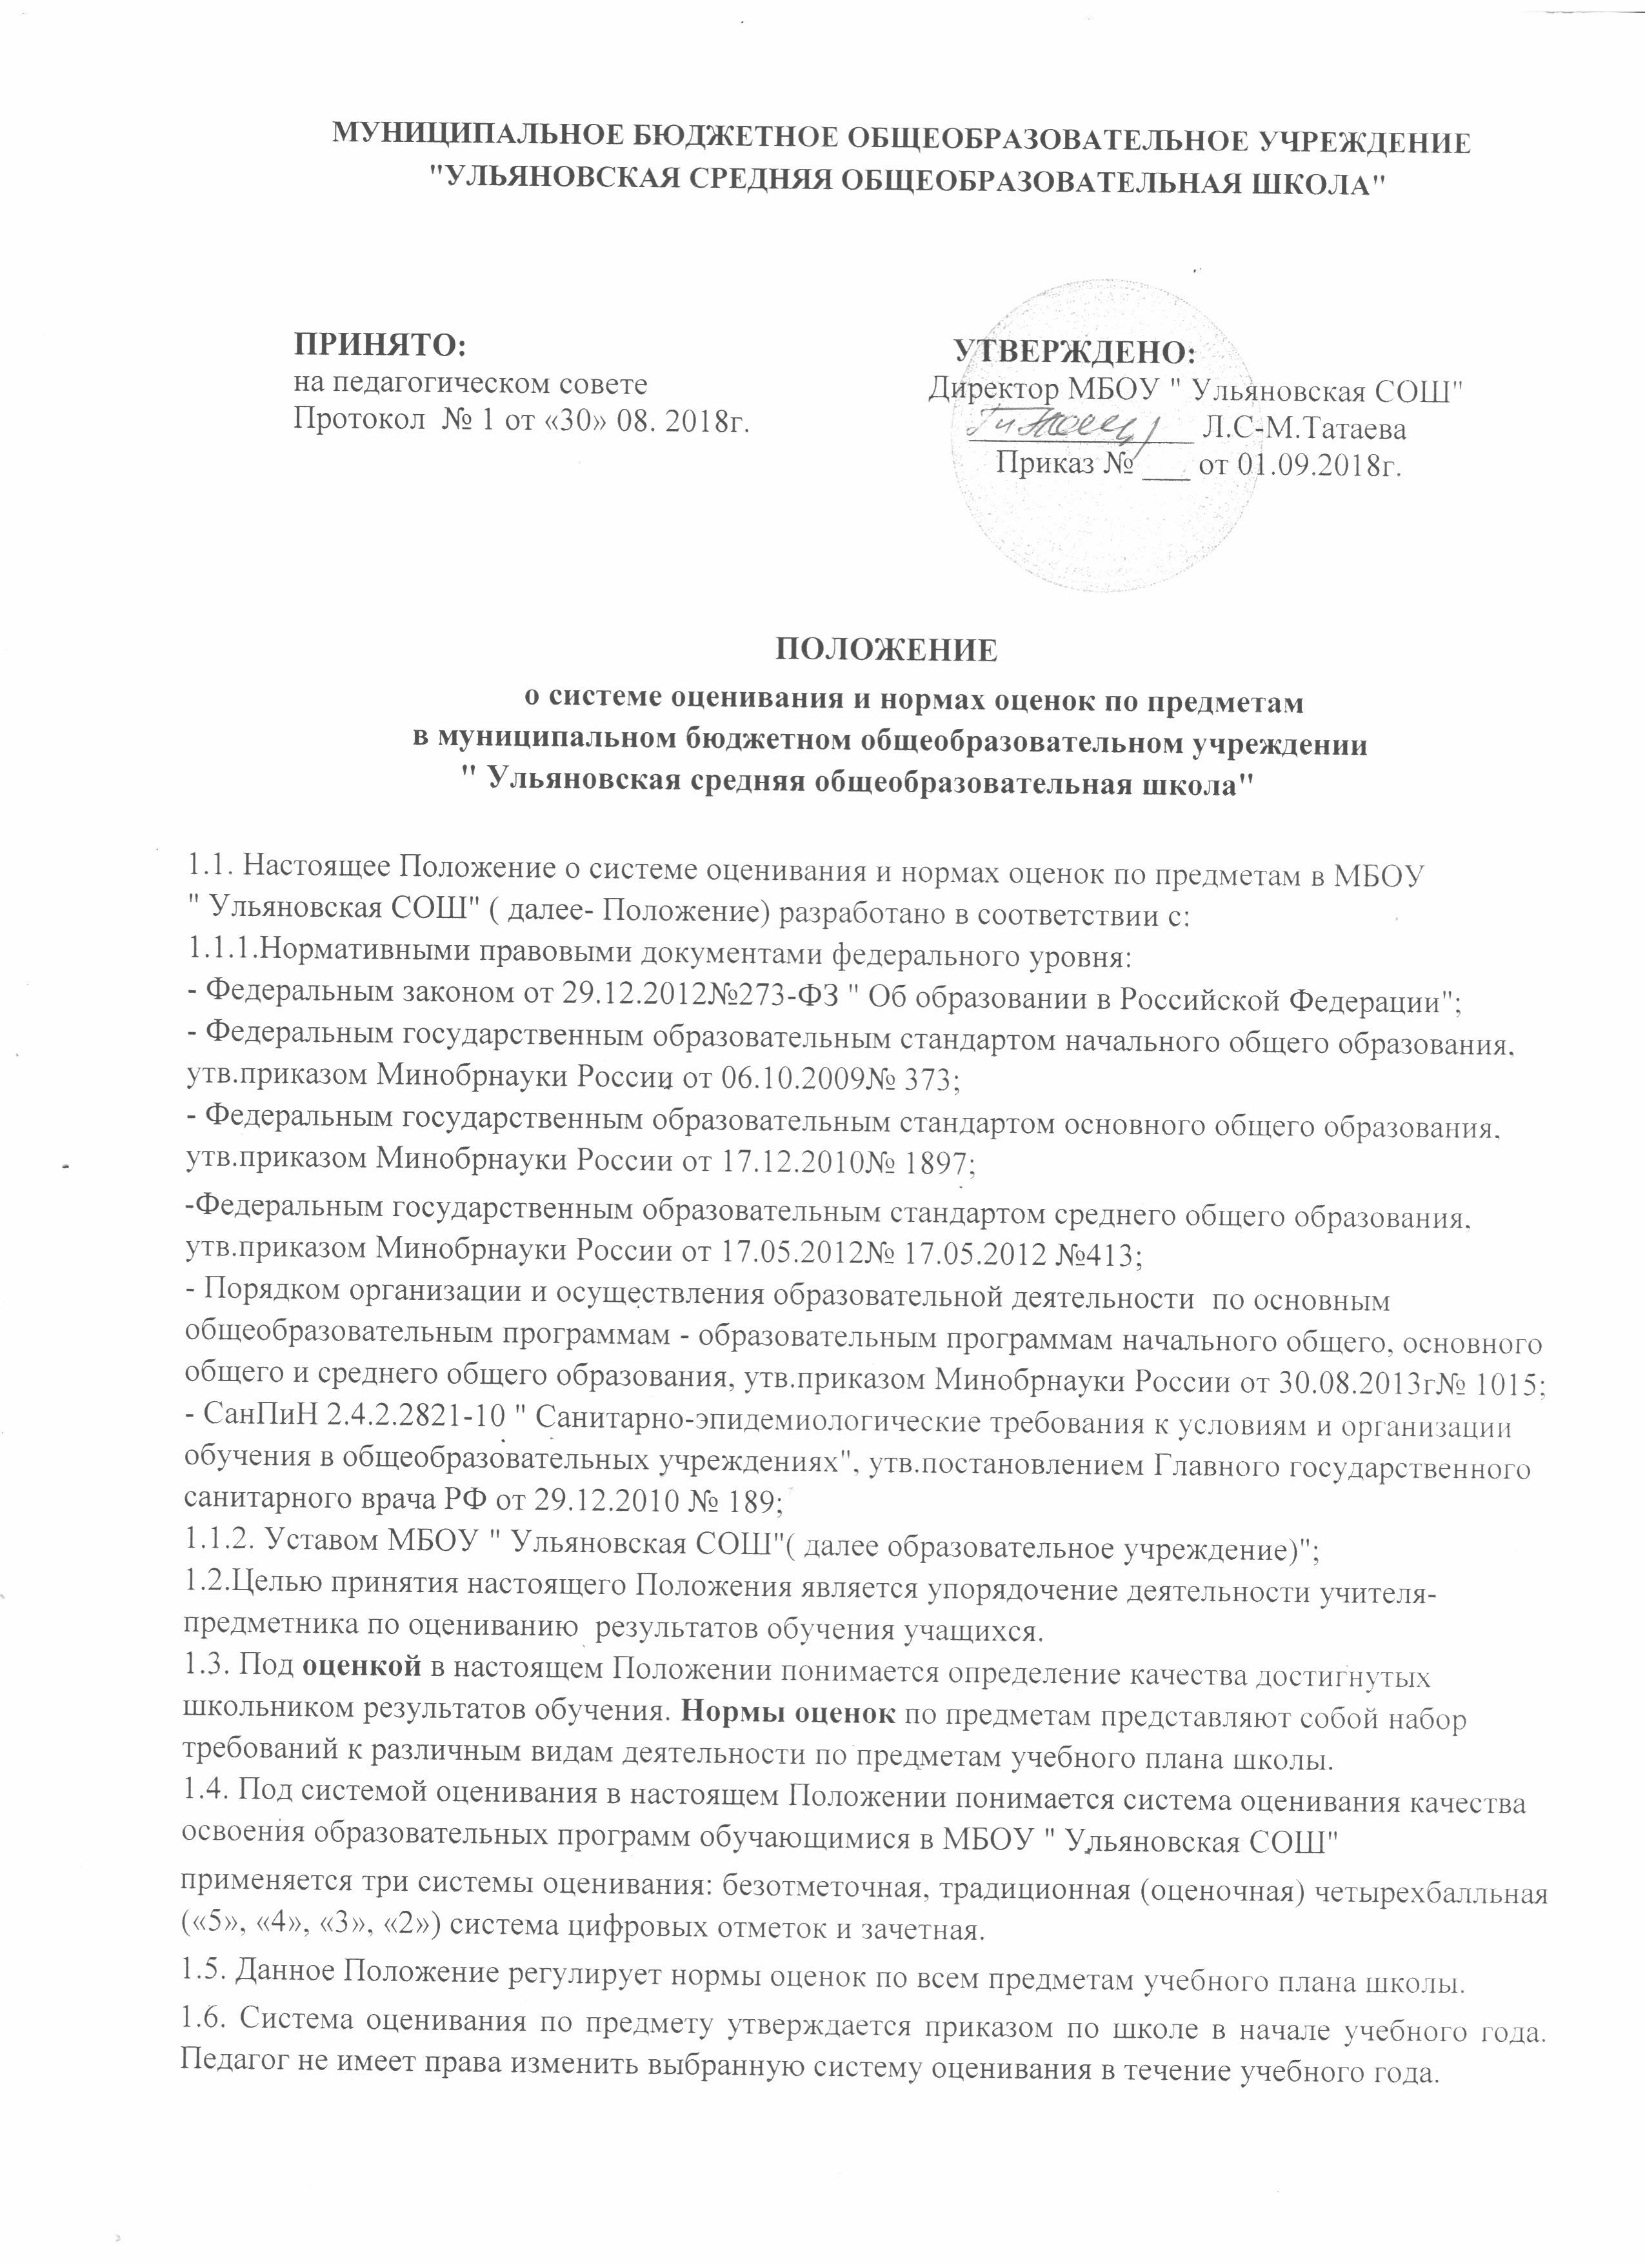 МУНИЦИПАЛЬНОЕ БЮДЖЕТНОЕ ОБЩЕОБРАЗОВАТЕЛЬНОЕ УЧРЕЖДЕНИЕ
"УЛЬЯНОВСКАЯ СРЕДНЯЯ ОБЩЕОБРАЗОВАТЕЛЬНАЯ ШКОЛА"
ПРИНЯТО:
на педагогическом совете
Протокол № 1 от «30» 08. 2018г.
УТВЕРЖДЕНО:
Директор МБОУ " Ульяновская СОШ"
______________ Л.С-М.Татаева
Приказ № ___ от 01.09.2018г.
ПОЛОЖЕНИЕ
о системе оценивания и нормах оценок по предметам
в муниципальном бюджетном общеобразовательном учреждении
" Ульяновская средняя общеобразовательная школа"
1.1. Настоящее Положение о системе оценивания и нормах оценок по предметам в МБОУ
" Ульяновская СОШ" ( далее- Положение) разработано в соответствии с:
1.1.1.Нормативными правовыми документами федерального уровня:
- Федеральным законом от 29.12.2012№273-ФЗ " Об образовании в Российской Федерации";
- Федеральным государственным образовательным стандартом начального общего образования,
утв.приказом Минобрнауки России от 06.10.2009№ 373;
- Федеральным государственным образовательным стандартом основного общего образования,
утв.приказом Минобрнауки России от 17.12.2010№ 1897;
-Федеральным государственным образовательным стандартом среднего общего образования,
утв.приказом Минобрнауки России от 17.05.2012№ 17.05.2012 №413;
- Порядком организации и осуществления образовательной деятельности по основным
общеобразовательным программам - образовательным программам начального общего, основного
общего и среднего общего образования, утв.приказом Минобрнауки России от 30.08.2013г№ 1015;
- СанПиН 2.4.2.2821-10 " Санитарно-эпидемиологические требования к условиям и организации
обучения в общеобразовательных учреждениях", утв.постановлением Главного государственного
санитарного врача РФ от 29.12.2010 № 189;
1.1.2. Уставом МБОУ " Ульяновская СОШ"( далее образовательное учреждение)";
1.2.Целью принятия настоящего Положения является упорядочение деятельности учителя-
предметника по оцениванию результатов обучения учащихся.
1.3. Под оценкой в настоящем Положении понимается определение качества достигнутых
школьником результатов обучения. Нормы оценок по предметам представляют собой набор
требований к различным видам деятельности по предметам учебного плана школы.
1.4. Под системой оценивания в настоящем Положении понимается система оценивания качества
освоения образовательных программ обучающимися в МБОУ " Ульяновская СОШ"
применяется три системы оценивания: безотметочная, традиционная (оценочная) четырехбалльная
(«5», «4», «3», «2») система цифровых отметок и зачетная.
1.5. Данное Положение регулирует нормы оценок по всем предметам учебного плана школы.
1.6. Система оценивания по предмету утверждается приказом по школе в начале учебного года.
Педагог не имеет права изменить выбранную систему оценивания в течение учебного года.